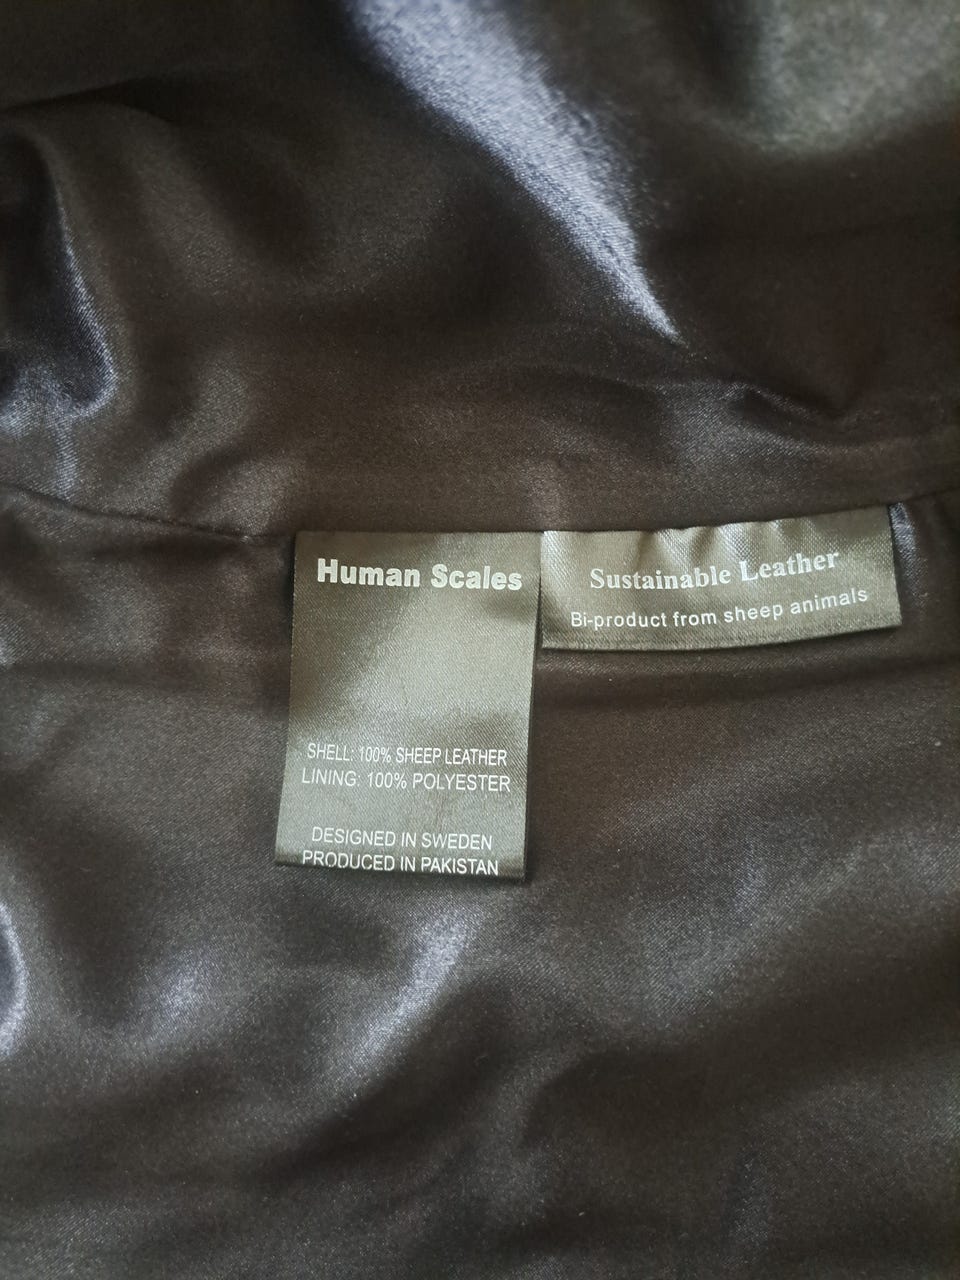 Human Scales
SHELL: 100% SHEEP LEATHER
LINING: 100% POLYESTER
DESIGNED IN SWEDEN
PRODUCED IN PAKISTAN
Sustainable Leather
Bi-product from sheep animals